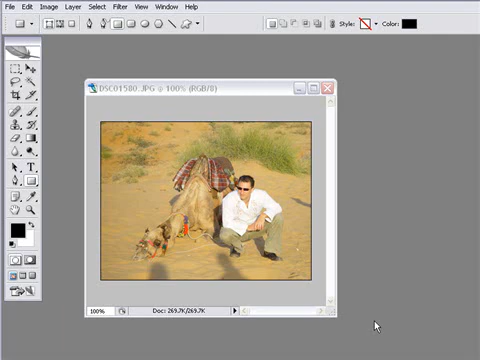 File Edit Image Layer Select Filter View Window Help
Style: Color:
DSC01580.JPG @ 100% (RGB/8)
100% Doc: 269.7K/269.7K
T